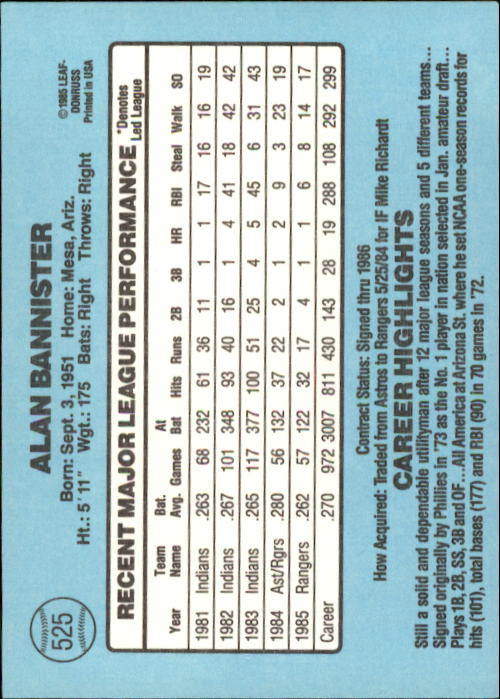 525
ALAN BANNISTER
Born: Sept. 3, 1951 Home: Mesa, Ariz.
Ht.: 5'11" Wgt.: 175 Bats: Right Throws: Right
©1985 LEAF-
DONRUSS
Printed in USA
RECENT MAJOR LEAGUE PERFORMANCE
*Denotes
Led League
Year Team Name Bat. Avg. Games At Bat Hits Runs 2B 3B HR RBI Steal Walk SO
1981 Indians .263 68 232 61 36 11 1 1 17 16 16 19
1982 Indians .267 101 348 93 40 16 1 4 41 18 42 42
1983 Indians .265 117 377 100 51 25 4 5 45 6 31 43
1984 Ast/Rgrs .280 56 132 37 22 2 1 2 9 3 23 19
1985 Rangers .262 57 122 32 17 4 1 1 6 8 14 17
Career .270 972 3007 811 430 143 28 19 288 108 292 299
Contract Status: Signed thru 1986
How Acquired: Traded from Astros to Rangers 5/25/84 for IF Mike Richardt
CAREER HIGHLIGHTS
Still a solid and dependable utilityman after 12 major league seasons and 5 different teams...
Signed originally by Phillies in '73 as the No. 1 player in nation selected in Jan. amateur draft...
Plays 1B, 2B, SS, 3B and OF...All America at Arizona St. where he set NCAA one-season records for
hits (101), total bases (177) and RBI (90) in 70 games in '72.